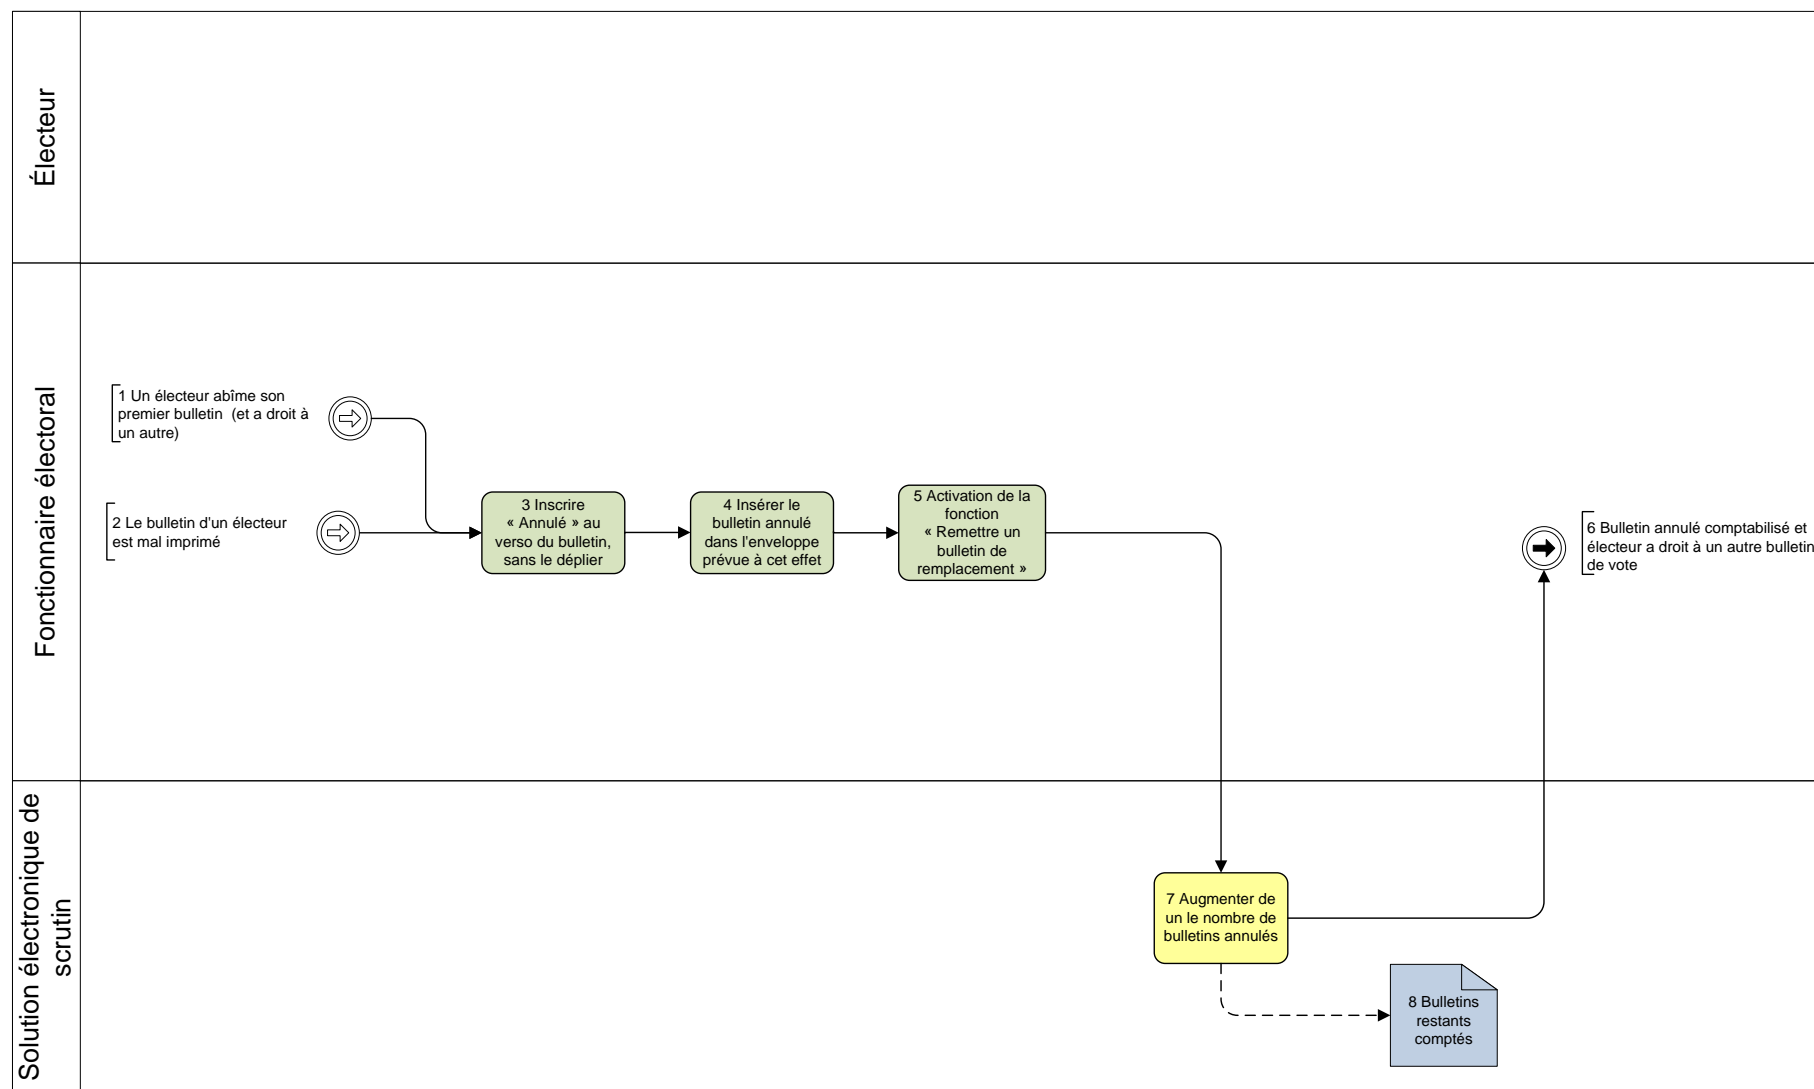 Électeur
Fonctionnaire électoral
1 Un électeur abîme son
premier bulletin  (et a droit à
un autre)
2 Le bulletin d'un électeur
est mal imprimé
3 Inscrire
« Annulé » au
verso du bulletin,
sans le déplier
4 Insérer le
bulletin annulé
dans l'enveloppe
prévue à cet effet
5 Activation de la
fonction
« Remettre un
bulletin de
remplacement »
6 Bulletin annulé comptabilisé et
électeur a droit à un autre bulletin
de vote
Solution électronique de
scrutin
7 Augmenter de
un le nombre de
bulletins annulés
8 Bulletins
restants
comptés